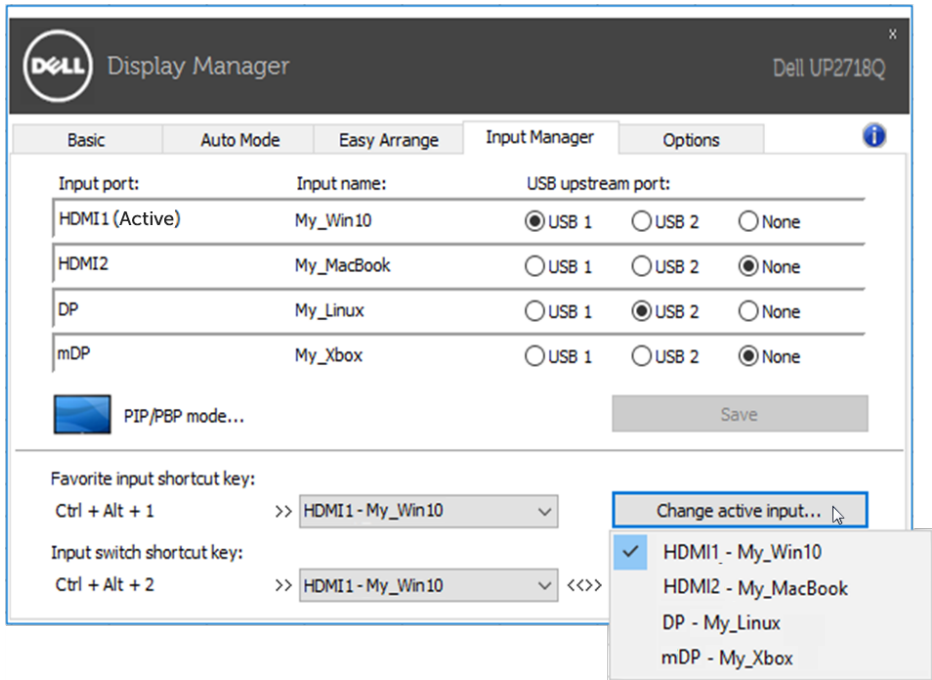 x
DELL Display Manager Dell UP2718Q
Basic Auto Mode Easy Arrange Input Manager Options i
Input port: Input name: USB upstream port:
HDMI1 (Active) My_Win10 USB 1 USB 2 None
HDMI2 My_MacBook USB 1 USB 2 None
DP My_Linux USB 1 USB 2 None
mDP My_Xbox USB 1 USB 2 None
PIP/PBP mode... Save
Favorite input shortcut key:
Ctrl + Alt + 1 >> HDMI1 - My_Win10 Change active input...
Input switch shortcut key:
Ctrl + Alt + 2 >> HDMI1 - My_Win10 <<>>
HDMI1 - My_Win10
HDMI2 - My_MacBook
DP - My_Linux
mDP - My_Xbox